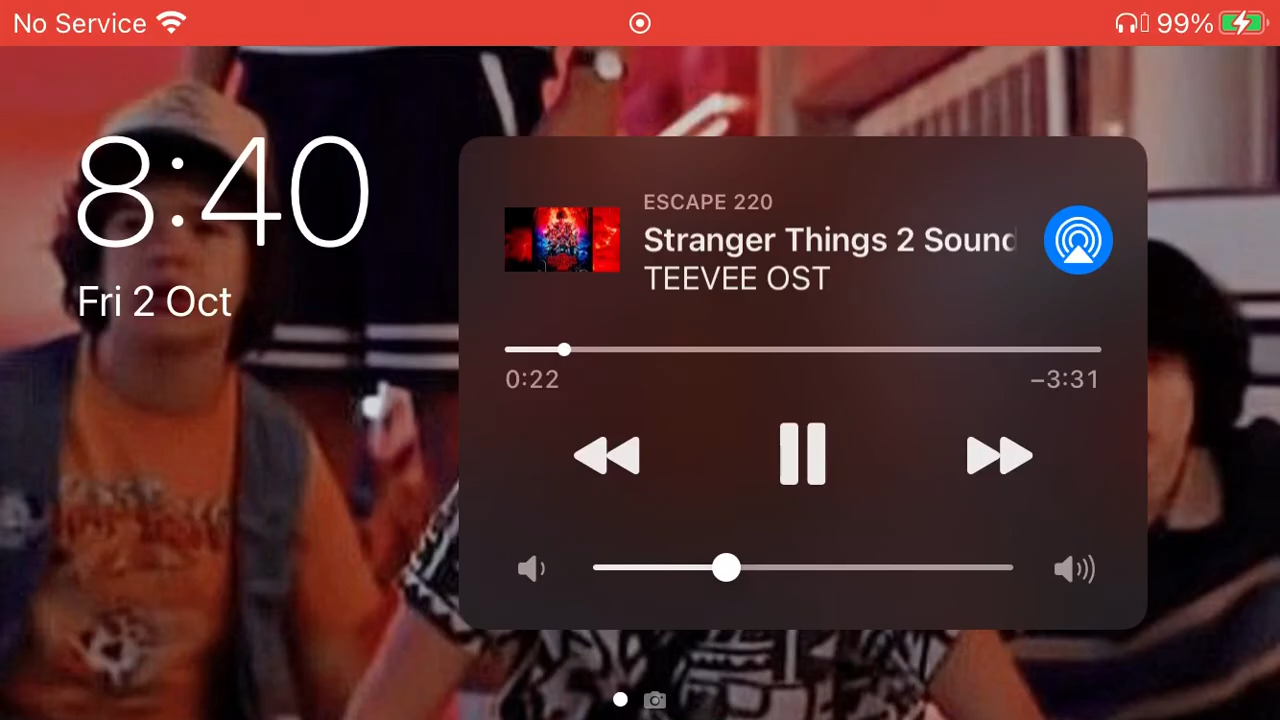 No Service
99%
8:40
Fri 2 Oct
ESCAPE 220
Stranger Things 2 Sound
TEEVEE OST
0:22
–3:31